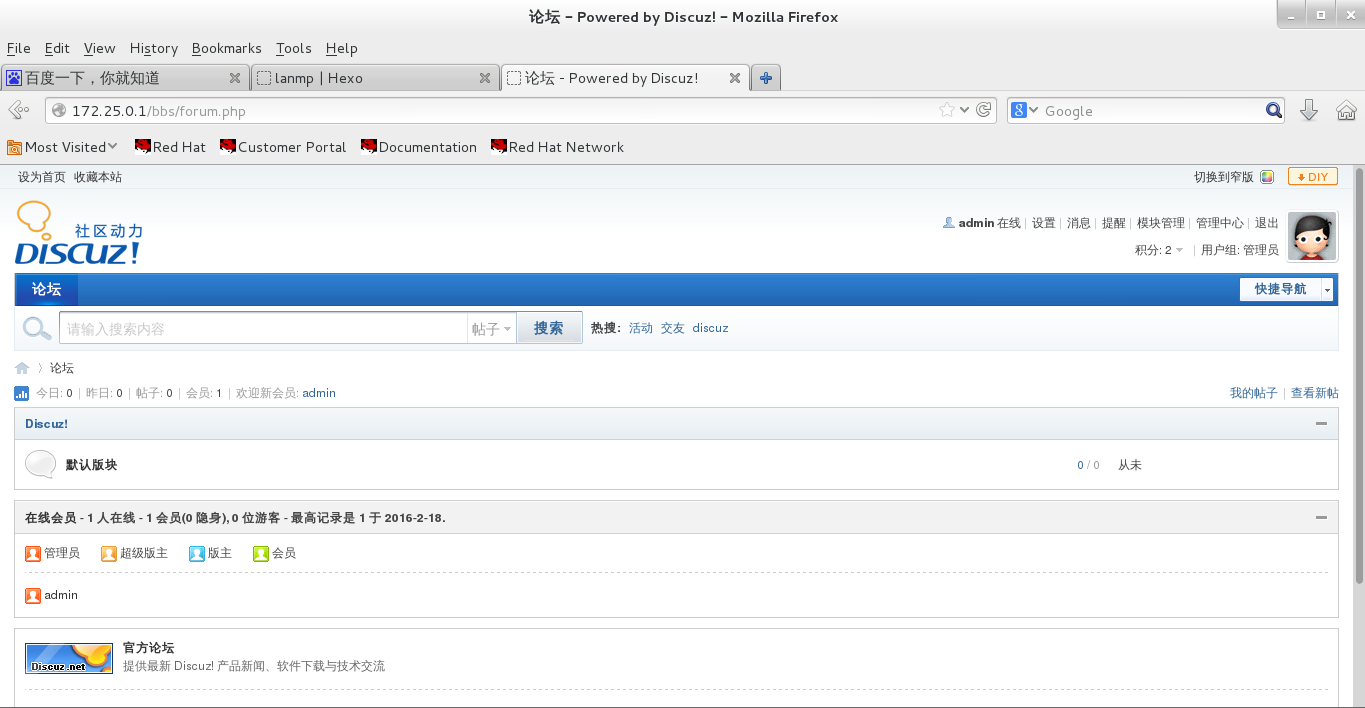 论坛 - Powered by Discuz! - Mozilla Firefox
File Edit View History Bookmarks Tools Help
百度一下，你就知道 lanmp | Hexo 论坛 - Powered by Discuz!
172.25.0.1/bbs/forum.php Google
Most Visited Red Hat Customer Portal Documentation Red Hat Network
设为首页 收藏本站 切换到窄版 DIY
社区动力
DISCUZ!
admin 在线 | 设置 | 消息 | 提醒 | 模块管理 | 管理中心 | 退出
积分: 2 | 用户组: 管理员
论坛 快捷导航
请输入搜索内容 帖子 搜索 热搜: 活动 交友 discuz
论坛
今日: 0 | 昨日: 0 | 帖子: 0 | 会员: 1 | 欢迎新会员: admin 我的帖子 | 查看新帖
Discuz!
默认版块 0 / 0 从未
在线会员 - 1 人在线 - 1 会员(0 隐身), 0 位游客 - 最高记录是 1 于 2016-2-18.
管理员 超级版主 版主 会员
admin
Discuz.net 官方论坛
提供最新 Discuz! 产品新闻、软件下载与技术交流